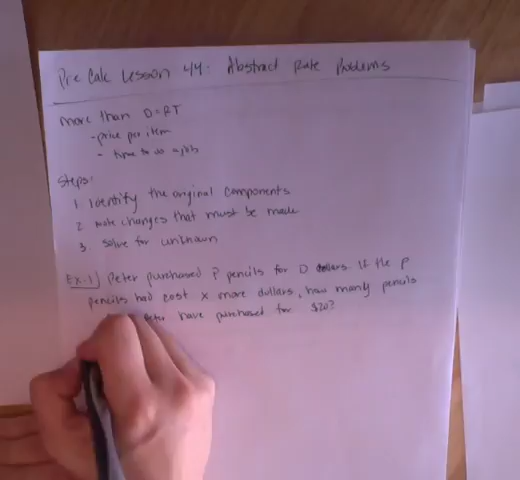 Pre Calc Lesson 44: Abstract Rate Problems
more than D=RT
- price per item
- time to do a job
Steps:
1 Identify the original components
2 make changes that must be made
3. solve for unknown
Ex. 1) Peter purchased P pencils for D dollars. If the P
pencils had cost x more dollars, how many pencils
Peter have purchased for $20?